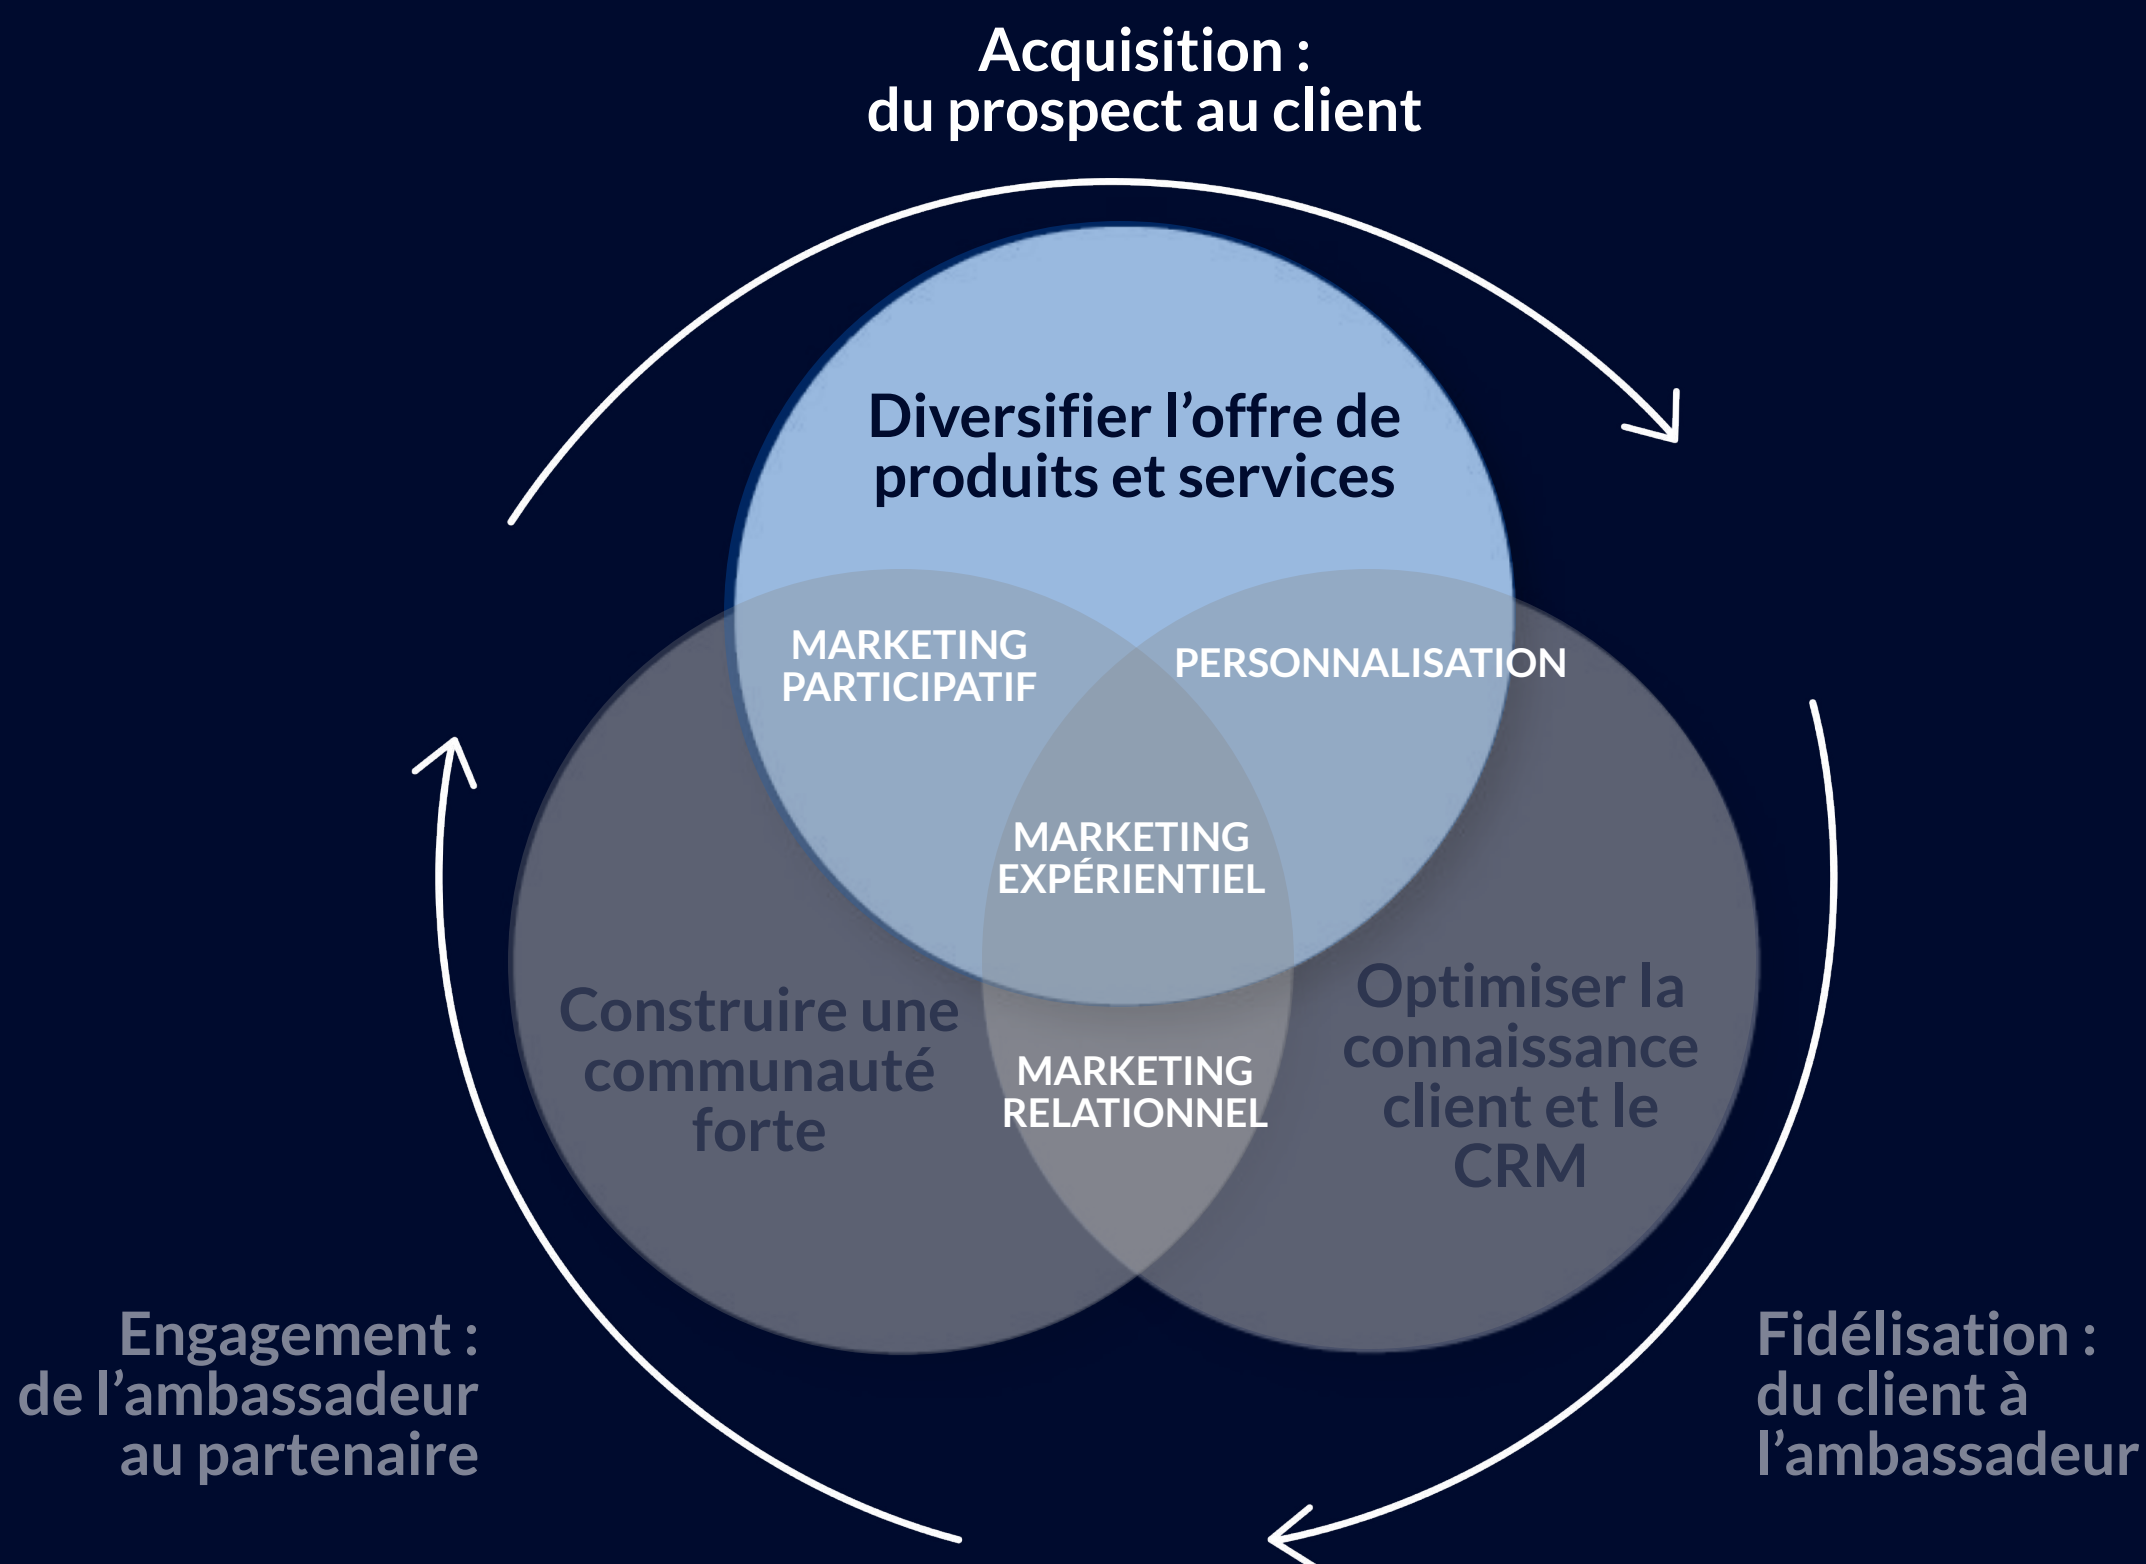 Acquisition :
du prospect au client
Diversifier l’offre de
produits et services
MARKETING
PARTICIPATIF
PERSONNALISATION
MARKETING
EXPÉRIENTIEL
Construire une
communauté
forte
MARKETING
RELATIONNEL
Optimiser la
connaissance
client et le
CRM
Engagement :
de l’ambassadeur
au partenaire
Fidélisation :
du client à
l’ambassadeur